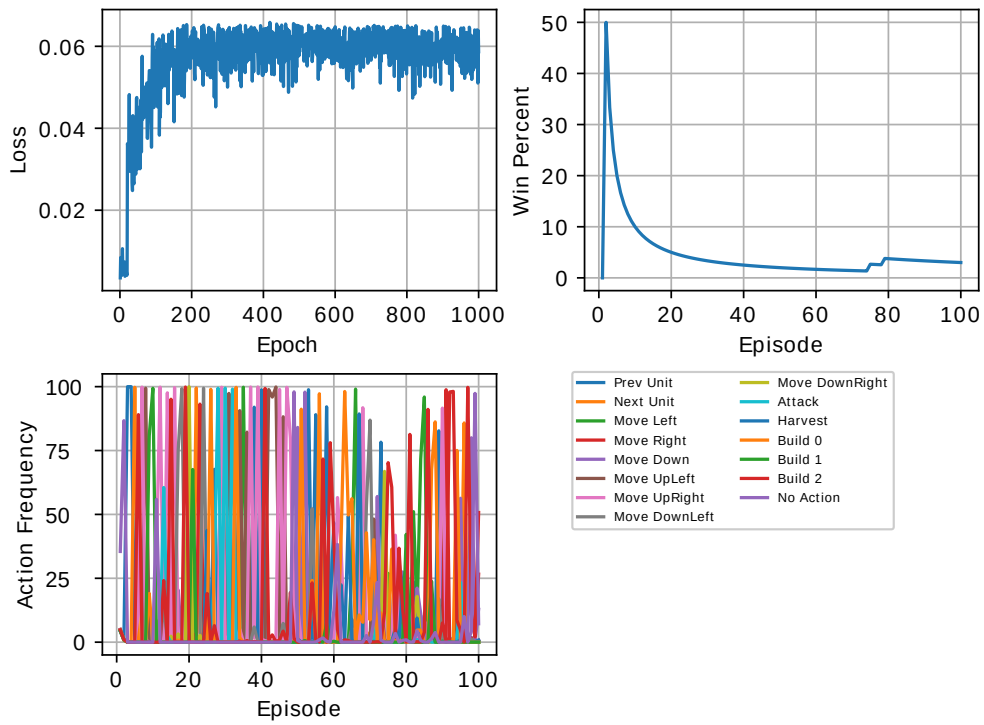 0.06
0.04
0.02
Loss
0 200 400 600 800 1000
Epoch
50
40
30
20
10
0
Win Percent
0 20 40 60 80 100
Episode
100
75
50
25
0
Action Frequency
0 20 40 60 80 100
Episode
Prev Unit
Next Unit
Move Left
Move Right
Move Down
Move UpLeft
Move UpRight
Move DownLeft
Move DownRight
Attack
Harvest
Build 0
Build 1
Build 2
No Action